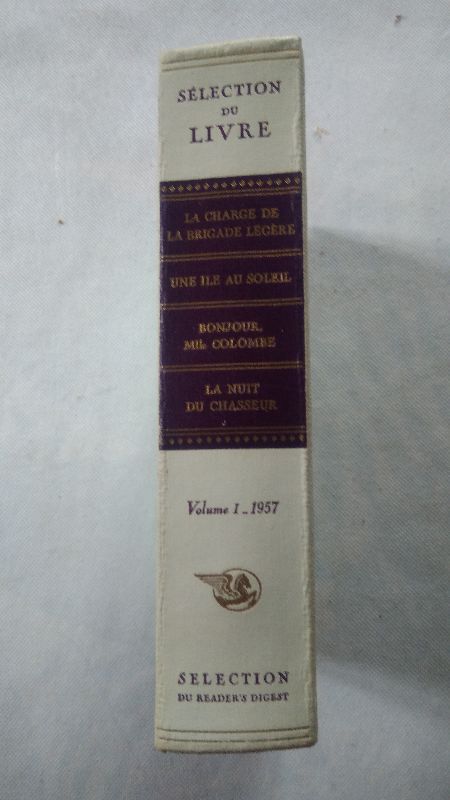 SÉLECTION
DU
LIVRE
LA CHARGE DE
LA BRIGADE LÉGÈRE
UNE ILE AU SOLEIL
BONJOUR,
Mlle COLOMBE
LA NUIT
DU CHASSEUR
Volume 1 - 1957
SELECTION
DU READER'S DIGEST